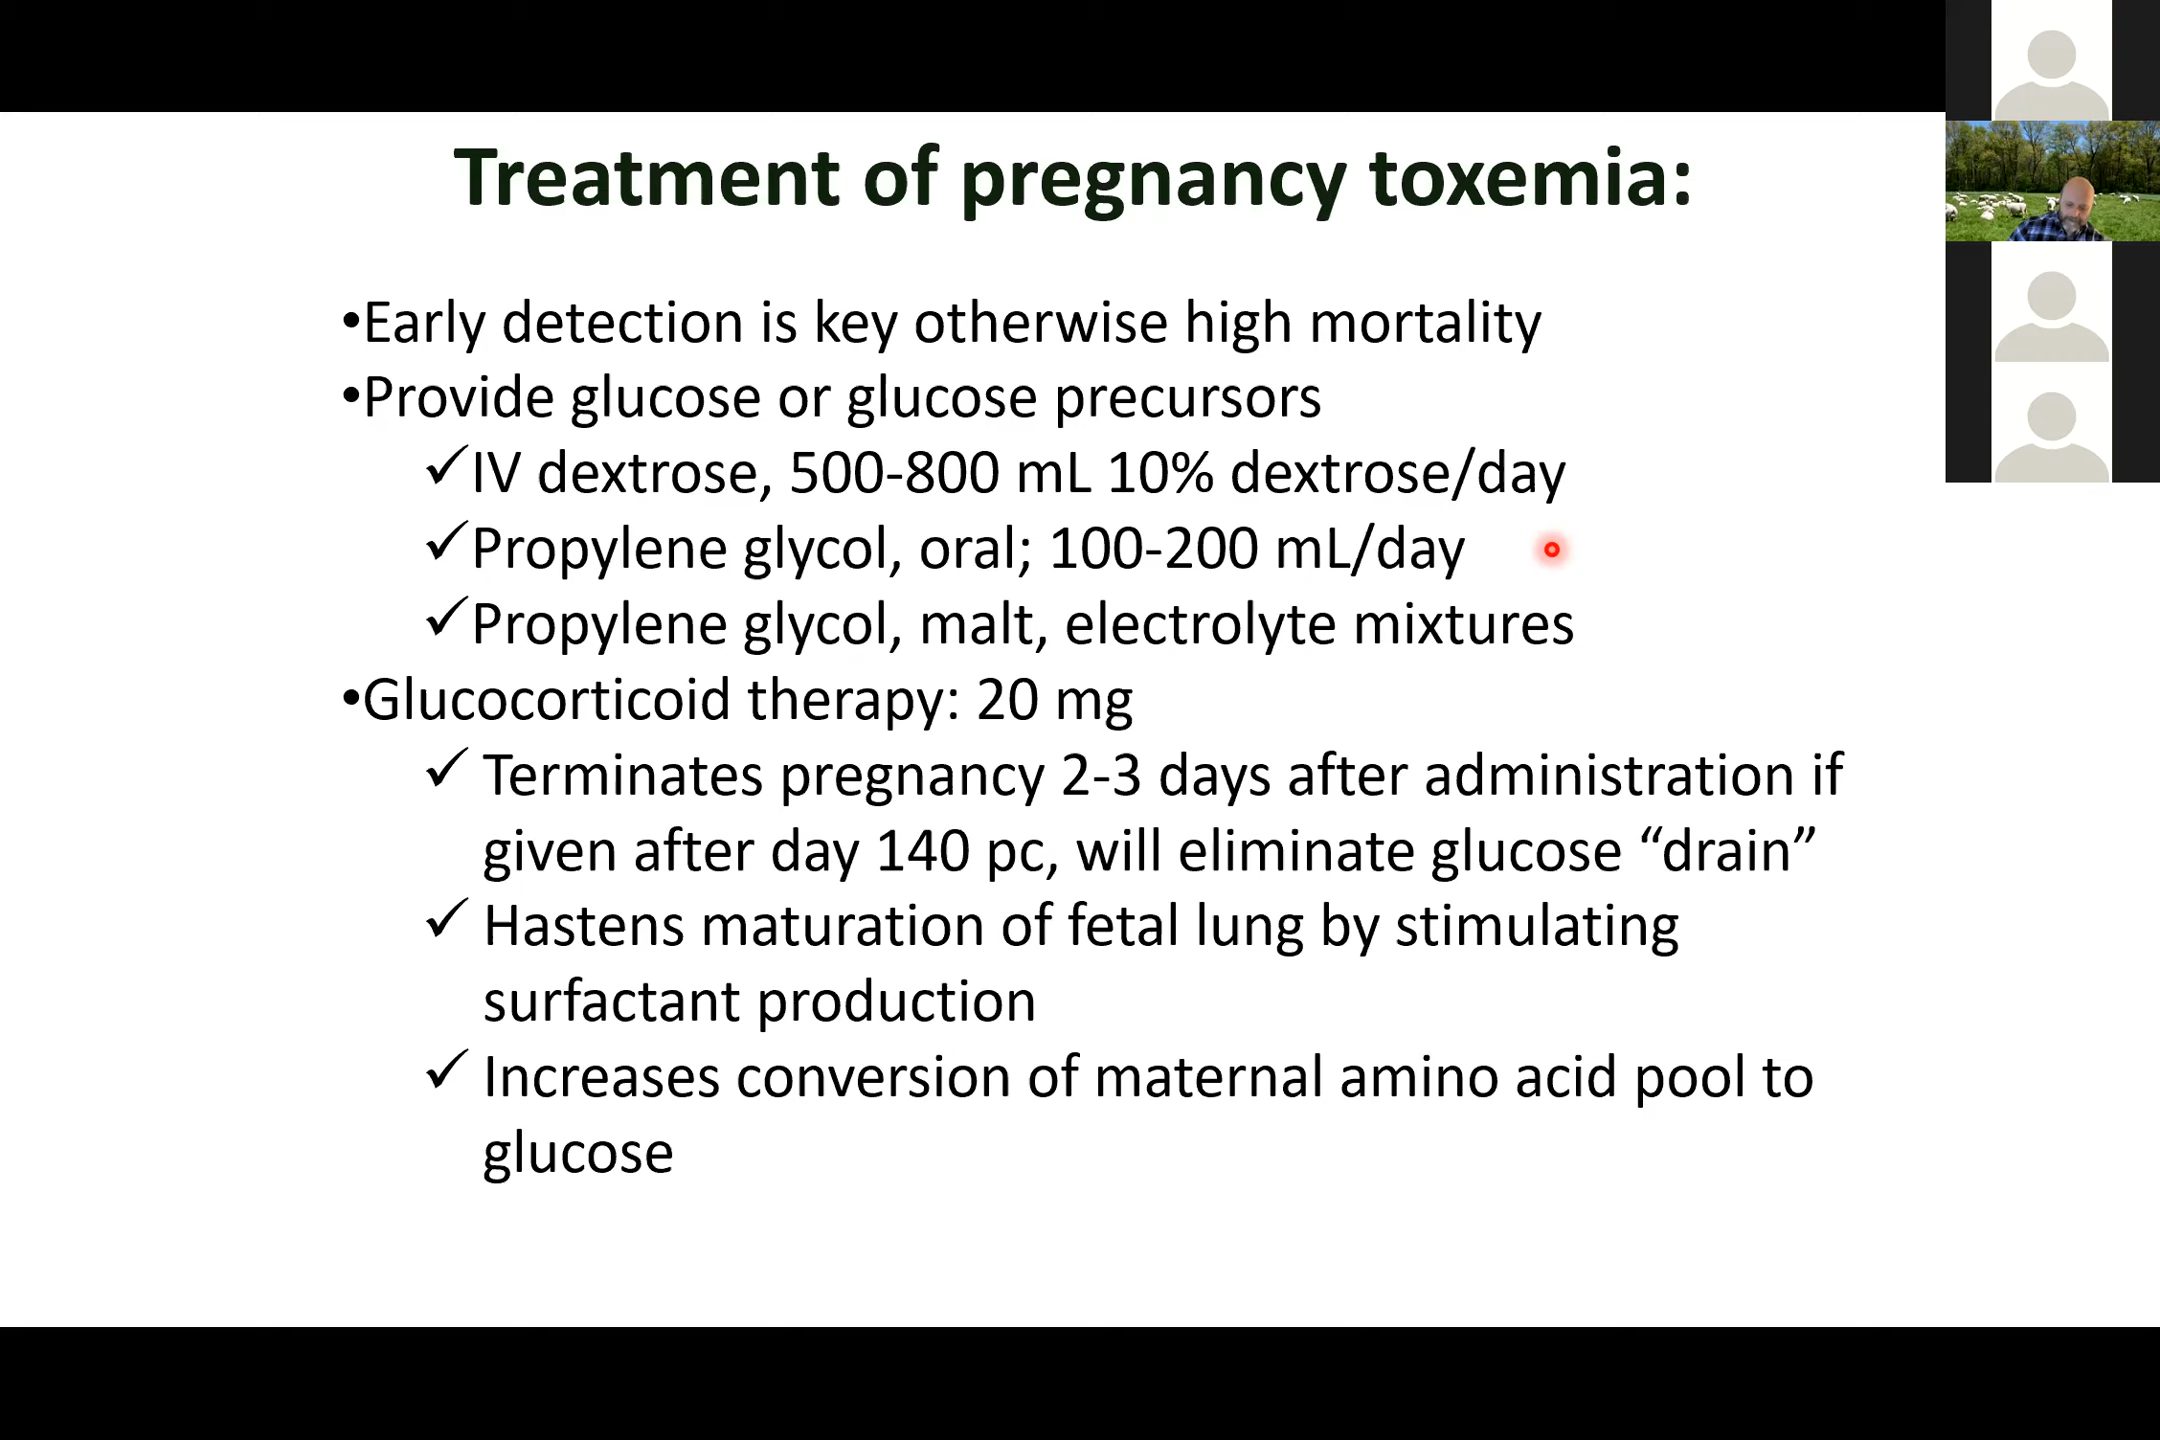 Treatment of pregnancy toxemia:
•Early detection is key otherwise high mortality
•Provide glucose or glucose precursors
✓IV dextrose, 500-800 mL 10% dextrose/day
✓Propylene glycol, oral; 100-200 mL/day
✓Propylene glycol, malt, electrolyte mixtures
•Glucocorticoid therapy: 20 mg
✓ Terminates pregnancy 2-3 days after administration if
given after day 140 pc, will eliminate glucose “drain”
✓ Hastens maturation of fetal lung by stimulating
surfactant production
✓ Increases conversion of maternal amino acid pool to
glucose